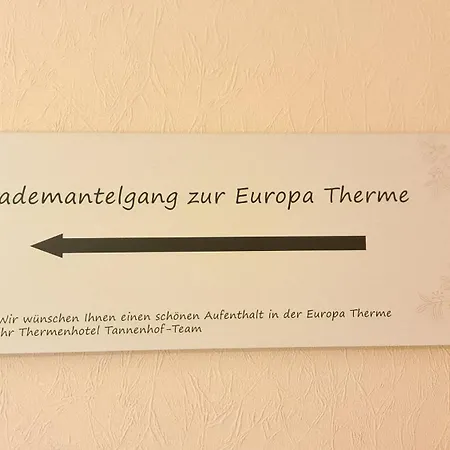 ademantelgang zur Europa Therme
Wir wünschen Ihnen einen schönen Aufenthalt in der Europa Therme
hr Thermenhotel Tannenhof-Team